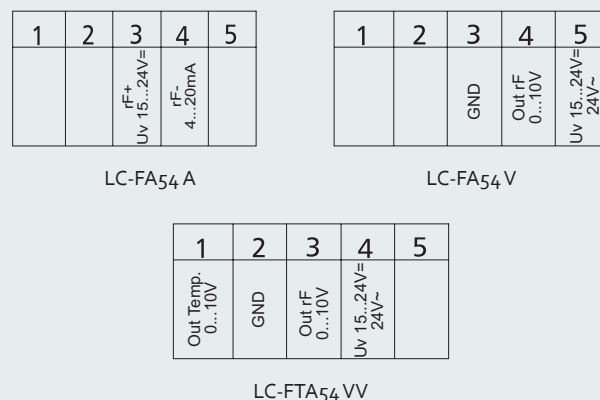 1 2 3 4 5
rF+
Uv 15...24V=
rF-
4...20mA
LC-FA54 A
1 2 3 4 5
GND
Out rF
0...10V
Uv 15...24V=
24V~
LC-FA54 V
1 2 3 4 5
Out Temp.
0...10V
GND
Out rF
0...10V
Uv 15...24V=
24V~
LC-FTA54 VV